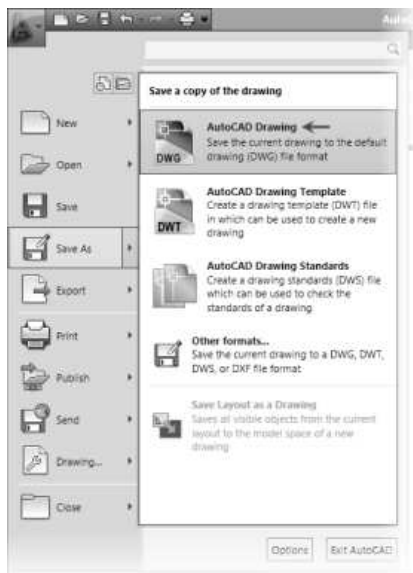 Auto
Save a copy of the drawing
New
Open
Save
Save As
Export
Print
Publish
Send
Drawing...
Close
AutoCAD Drawing
Save the current drawing to the default
drawing (DWG) file format
DWG
AutoCAD Drawing Template
Create a drawing template (DWT) file
in which can be used to create a new
drawing
DWT
AutoCAD Drawing Standards
Create a drawing standards (DWS) file
which can be used to check the
standards of a drawing
Other formats...
Save the current drawing to a DWG, DWT,
DWS, or DXF file format
Save Layout as a Drawing
Saves all visible objects from the current
layout to the model space of a new
drawing
Options
Exit AutoCAD